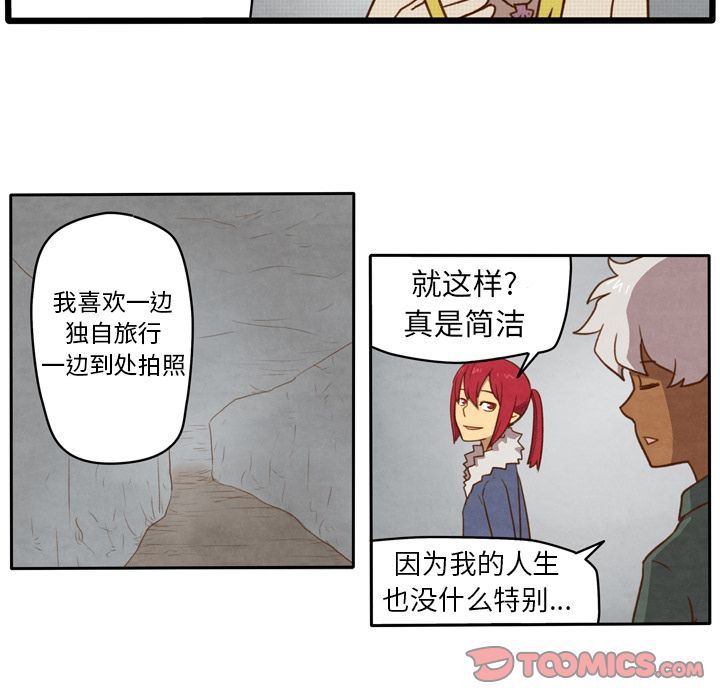 我喜欢一边
独自旅行
一边到处拍照
就这样?
真是简洁
因为我的人生
也没什么特别...
TOOMICS.COM